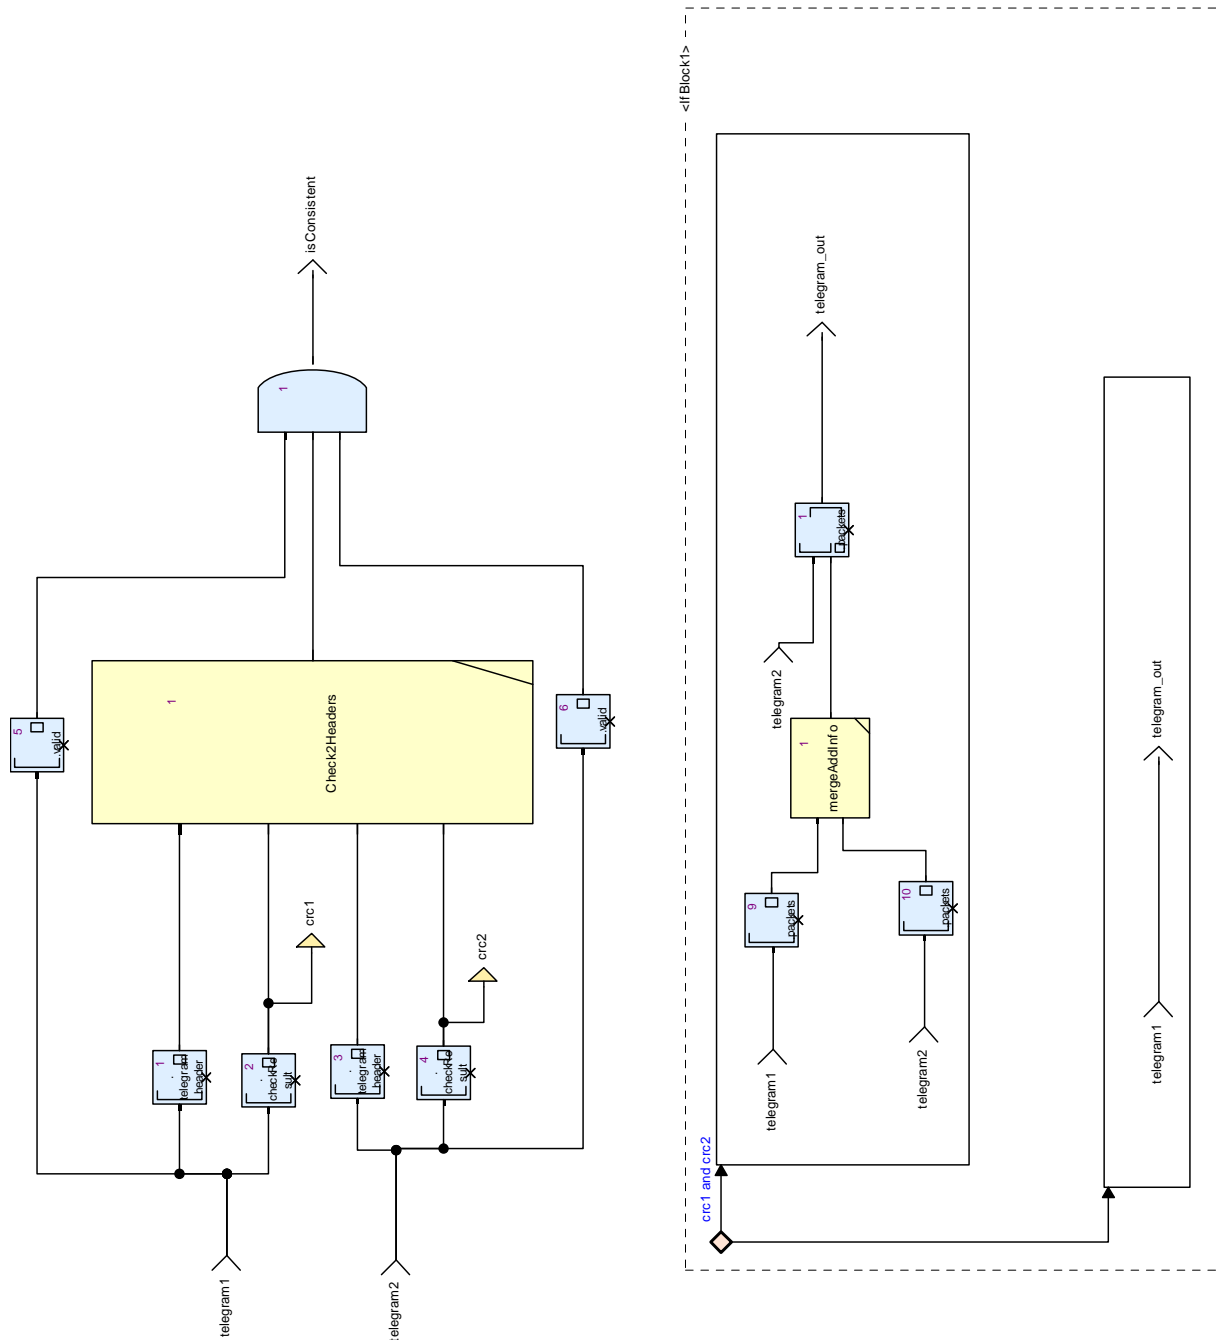 <IfBlock1>
isConsistent
1
5
.valid
1
Check2Headers
6
.valid
crc1
crc2
1
.
telegram
header
2
.
checkRe
sult
3
.
telegram
header
4
.
checkRe
sult
telegram1
telegram2
telegram_out
1
packets
telegram2
1
mergeAddInfo
9
packets
10
packets
telegram1
telegram2
crc1 and crc2
telegram_out
telegram1